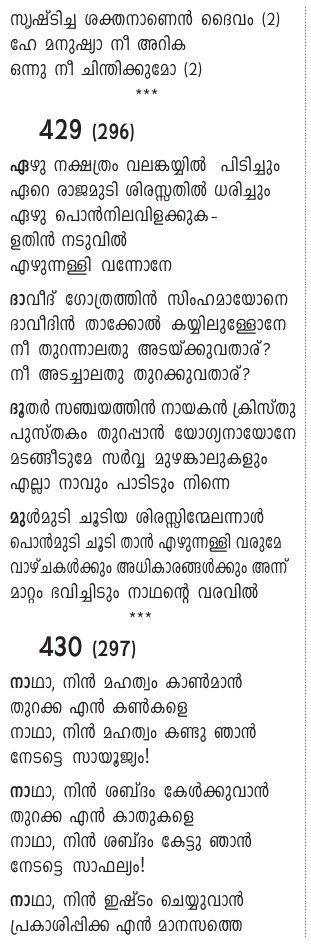 സൃഷ്ടിച്ച ശക്തനാണെൻ ദൈവം (2)
ഹേ മനുഷ്യാ നീ അറിക
ഒന്നു നീ ചിന്തിക്കുമോ (2)
***
429 (296)
ഏഴു നക്ഷത്രം വലങ്കയ്യിൽ പിടിച്ചും
ഏറെ രാജമുടി ശിരസ്സതിൽ ധരിച്ചും
ഏഴു പൊൻനിലവിളക്കുക-
ളതിൻ നടുവിൽ
എഴുന്നള്ളി വന്നോനേ
ദാവീദ് ഗോത്രത്തിൻ സിംഹമായോനെ
ദാവീദിൻ താക്കോൽ കയ്യിലുള്ളോനേ
നീ തുറന്നാലതു അടയ്ക്കുവതാര്?
നീ അടച്ചാലതു തുറക്കുവതാര്?
ദൂതർ സഞ്ചയത്തിൻ നായകൻ ക്രിസ്തു
പുസ്തകം തുറപ്പാൻ യോഗ്യനായോനേ
മടങ്ങീടുമേ സർവ്വ മുഴങ്കാലുകളും
എല്ലാ നാവും പാടിടും നിന്നെ
മുൾമുടി ചൂടിയ ശിരസ്സിന്മേലന്നാൾ
പൊൻമുടി ചൂടി താൻ എഴുന്നള്ളി വരുമേ
വാഴ്ചകൾക്കും അധികാരങ്ങൾക്കും അന്ന്
മാറ്റം ഭവിച്ചിടും നാഥന്റെ വരവിൽ
***
430 (297)
നാഥാ, നിൻ മഹത്വം കാൺമാൻ
തുറക്ക എൻ കൺകളെ
നാഥാ, നിൻ മഹത്വം കണ്ടു ഞാൻ
നേടട്ടെ സായൂജ്യം!
നാഥാ, നിൻ ശബ്ദം കേൾക്കുവാൻ
തുറക്ക എൻ കാതുകളെ
നാഥാ, നിൻ ശബ്ദം കേട്ടു ഞാൻ
നേടട്ടെ സാഫല്യം!
നാഥാ, നിൻ ഇഷ്ടം ചെയ്യുവാൻ
പ്രകാശിപ്പിക്ക എൻ മാനസത്തെ